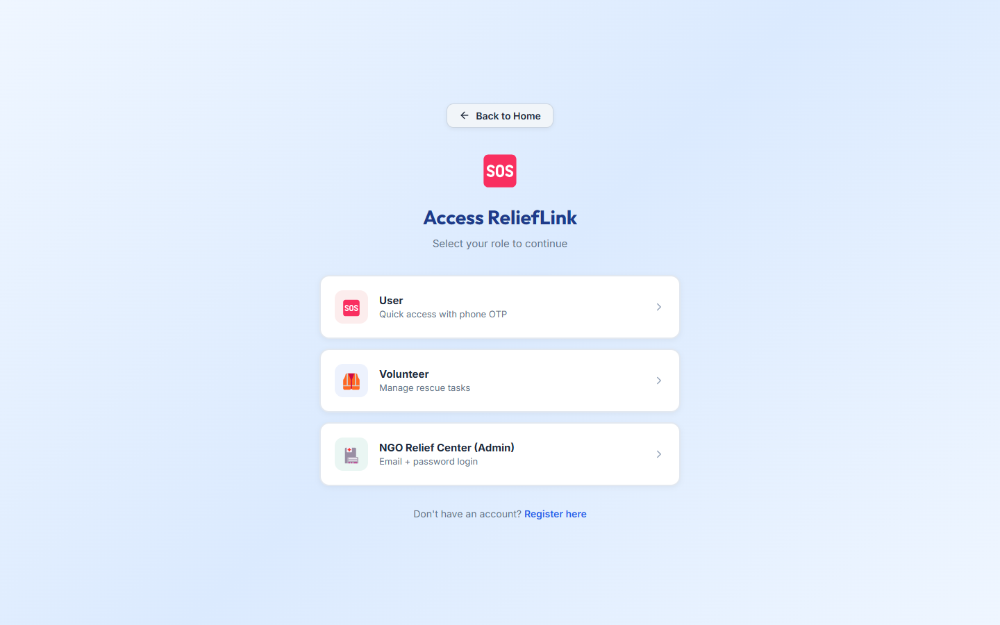 Back to Home
SOS
Access ReliefLink
Select your role to continue
SOS
User
Quick access with phone OTP
Volunteer
Manage rescue tasks
NGO Relief Center (Admin)
Email + password login
Don't have an account? Register here